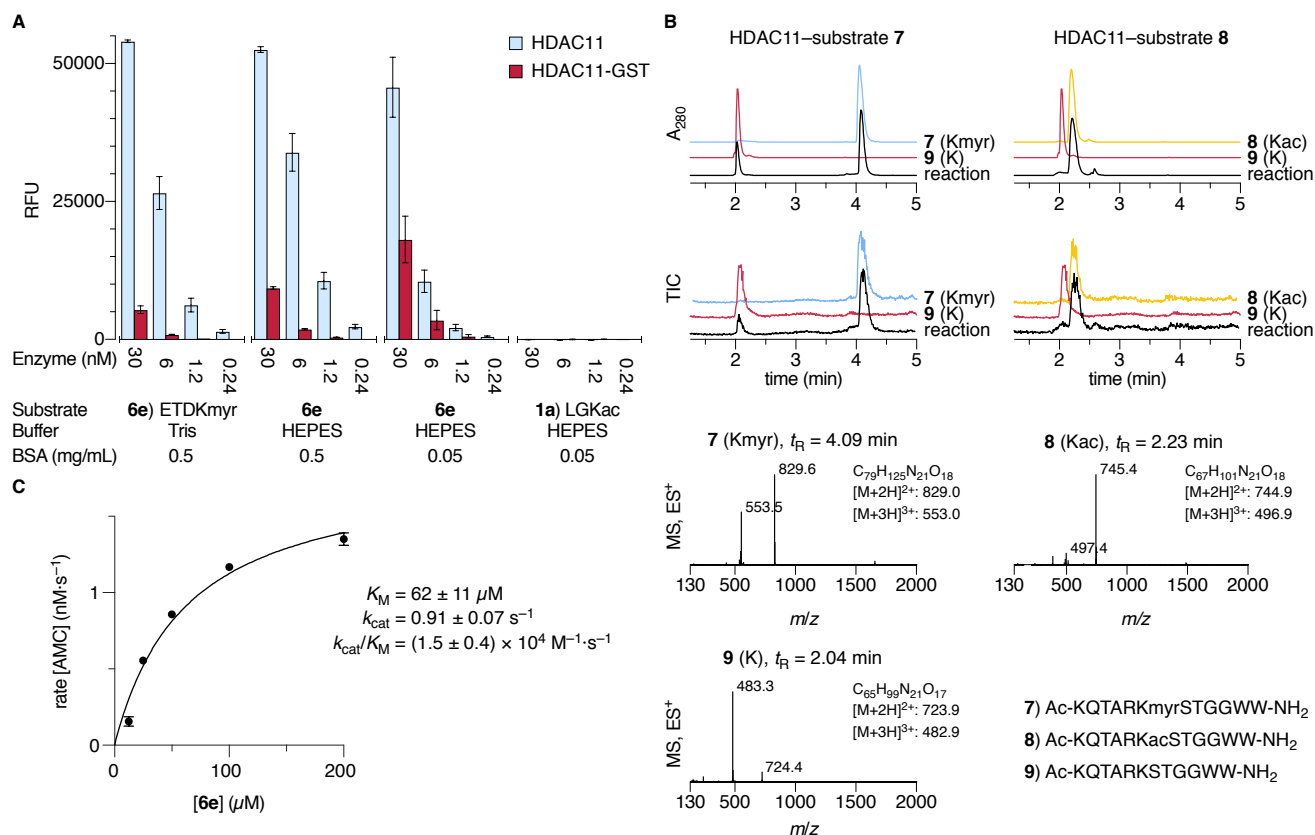 A
HDAC11
HDAC11-GST
50000
25000
0
RFU
Enzyme (nM)
30 6 1.2 0.24 30 6 1.2 0.24 30 6 1.2 0.24 30 6 1.2 0.24
Substrate 6e) ETDKmyr 6e 6e 1a) LGKac
Buffer Tris HEPES HEPES HEPES
BSA (mg/mL) 0.5 0.5 0.05 0.05
B
HDAC11–substrate 7
HDAC11–substrate 8
A280
7 (Kmyr)
9 (K)
reaction
2 3 4 5
8 (Kac)
9 (K)
reaction
2 3 4 5
TIC
7 (Kmyr)
9 (K)
reaction
2 3 4 5
time (min)
8 (Kac)
9 (K)
reaction
2 3 4 5
time (min)
7 (Kmyr), tR = 4.09 min
829.6
553.5
C79H125N21O18
[M+2H]2+: 829.0
[M+3H]3+: 553.0
MS, ES+
130 500 1000 1500 2000
m/z
8 (Kac), tR = 2.23 min
745.4
497.4
C67H101N21O18
[M+2H]2+: 744.9
[M+3H]3+: 496.9
130 500 1000 1500 2000
m/z
9 (K), tR = 2.04 min
483.3
724.4
C65H99N21O17
[M+2H]2+: 723.9
[M+3H]3+: 482.9
MS, ES+
130 500 1000 1500 2000
m/z
7) Ac-KQTARKmyrSTGGWW-NH2
8) Ac-KQTARKacSTGGWW-NH2
9) Ac-KQTARKSTGGWW-NH2
C
rate [AMC] (nM·s–1)
1
0
0 100 200
[6e] (µM)
KM = 62 ± 11 µM
kcat = 0.91 ± 0.07 s–1
kcat/KM = (1.5 ± 0.4) × 104 M–1·s–1